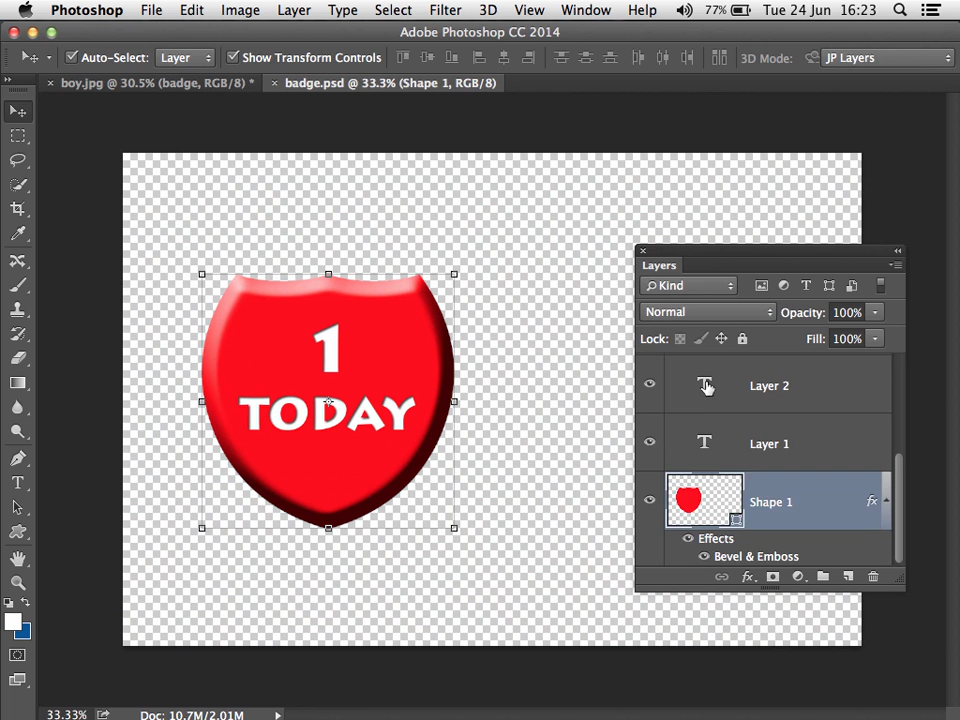 Photoshop File Edit Image Layer Type Select Filter 3D View Window Help 77% Tue 24 Jun 16:23
Adobe Photoshop CC 2014
Auto-Select: Layer Show Transform Controls 3D Mode: JP Layers
boy.jpg @ 30.5% (badge, RGB/8) * badge.psd @ 33.3% (Shape 1, RGB/8)
1
TODAY
Layers
Kind
Normal Opacity: 100%
Lock: Fill: 100%
Layer 2
Layer 1
Shape 1 fx
Effects
Bevel & Emboss
fx
33.33% Doc: 10.7M/2.01M